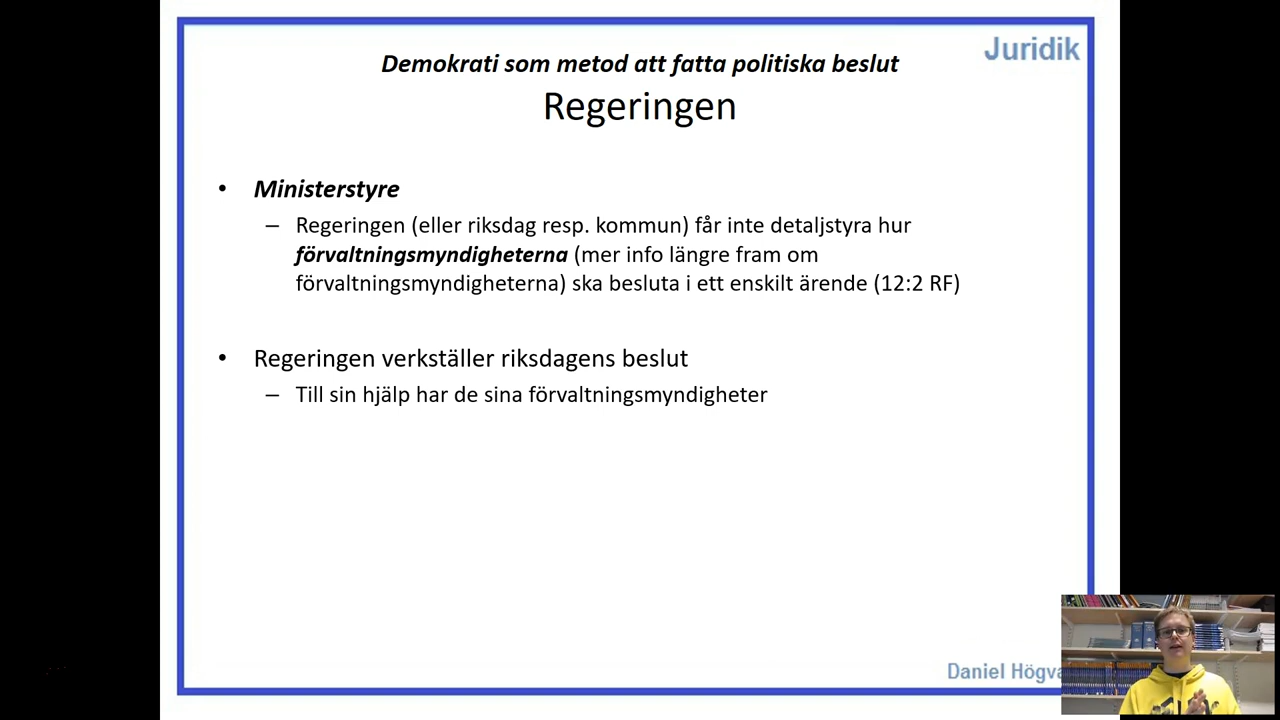 Juridik
Demokrati som metod att fatta politiska beslut
Regeringen
• Ministerstyre
– Regeringen (eller riksdag resp. kommun) får inte detaljstyra hur
förvaltningsmyndigheterna (mer info längre fram om
förvaltningsmyndigheterna) ska besluta i ett enskilt ärende (12:2 RF)
• Regeringen verkställer riksdagens beslut
– Till sin hjälp har de sina förvaltningsmyndigheter
Daniel